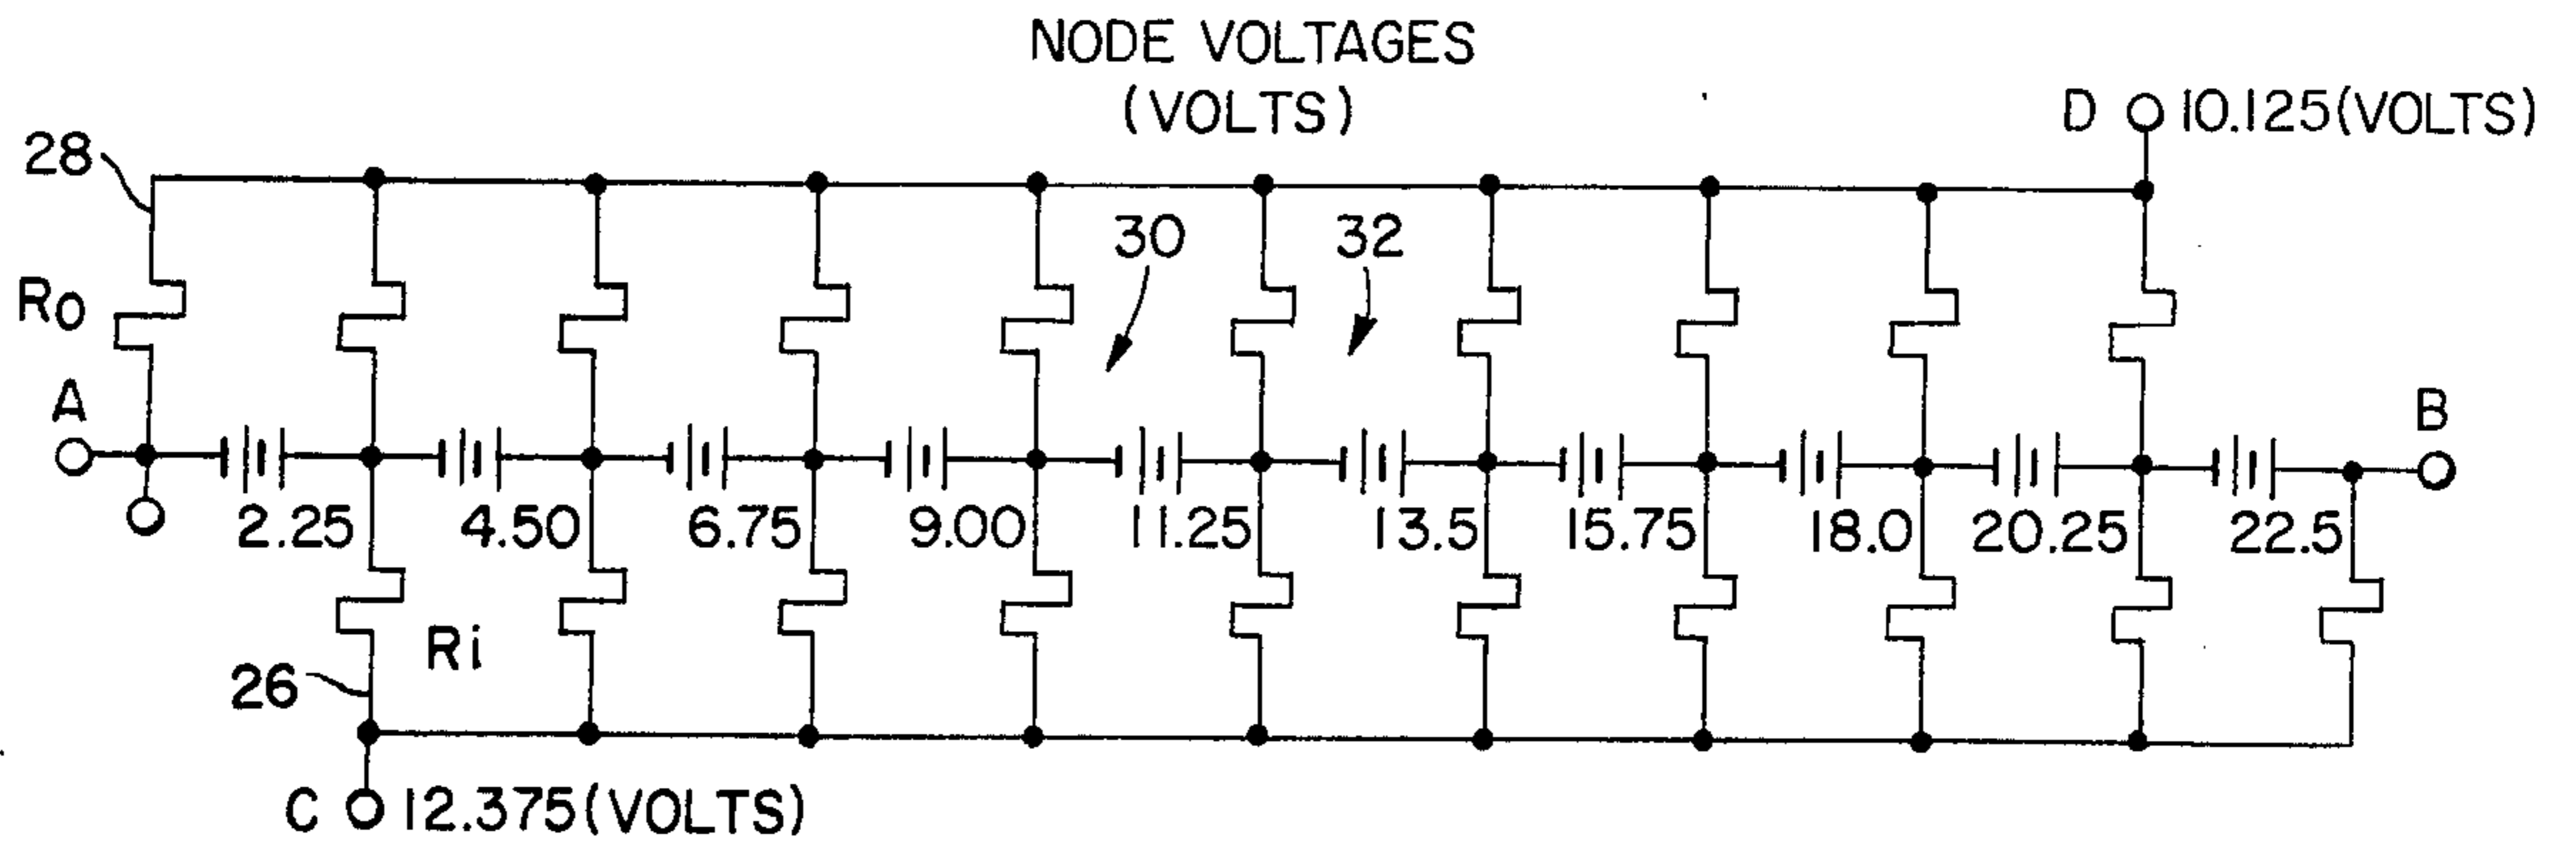 NODE VOLTAGES
(VOLTS)
D 10.125(VOLTS)
28
30
32
Ro
A
B
2.25 4.50 6.75 9.00 11.25 13.5 15.75 18.0 20.25 22.5
Ri
26
C 12.375(VOLTS)